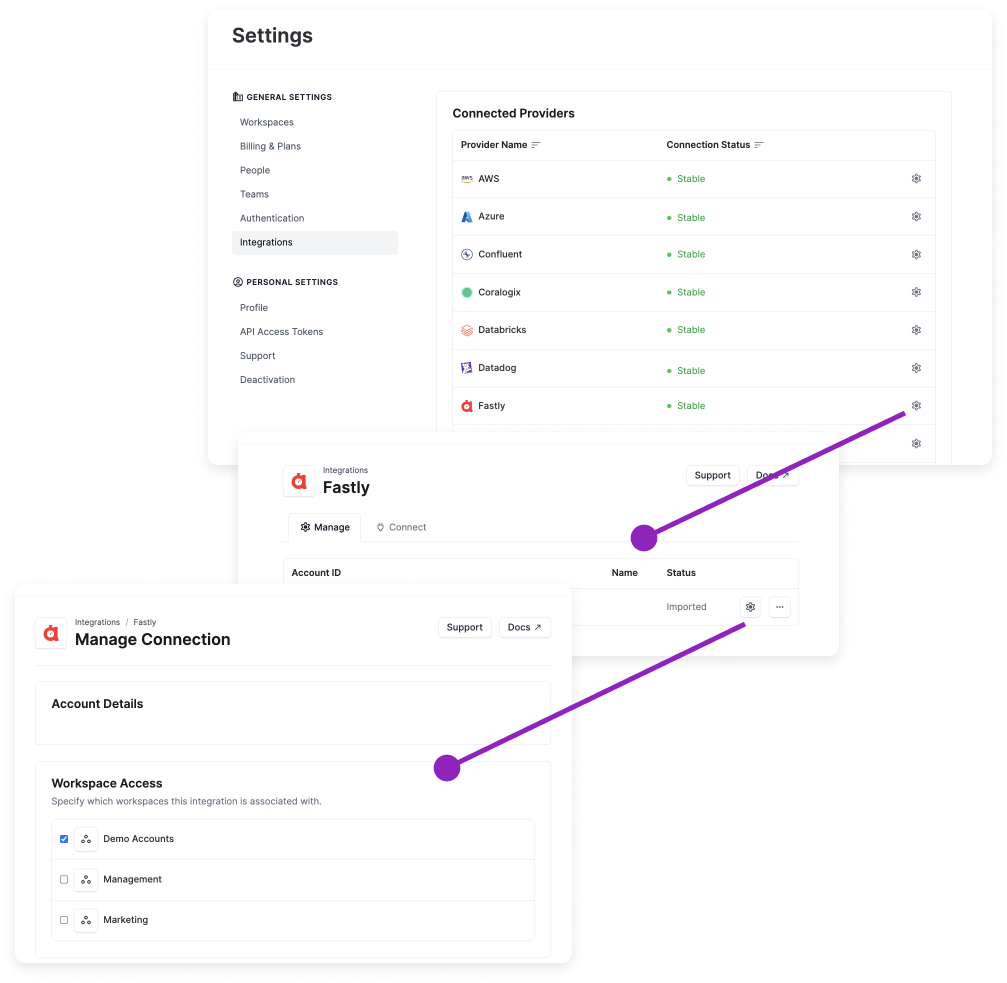 Settings
GENERAL SETTINGS
Workspaces
Billing & Plans
People
Teams
Authentication
Integrations
PERSONAL SETTINGS
Profile
API Access Tokens
Support
Deactivation
Connected Providers
Provider Name Connection Status
aws AWS Stable
Azure Stable
Confluent Stable
Coralogix Stable
Databricks Stable
Datadog Stable
Fastly Stable
Integrations
Fastly
Support Docs ↗
Manage Connect
Account ID Name Status
Imported ...
Integrations / Fastly
Manage Connection
Support Docs ↗
Account Details
Workspace Access
Specify which workspaces this integration is associated with.
Demo Accounts
Management
Marketing